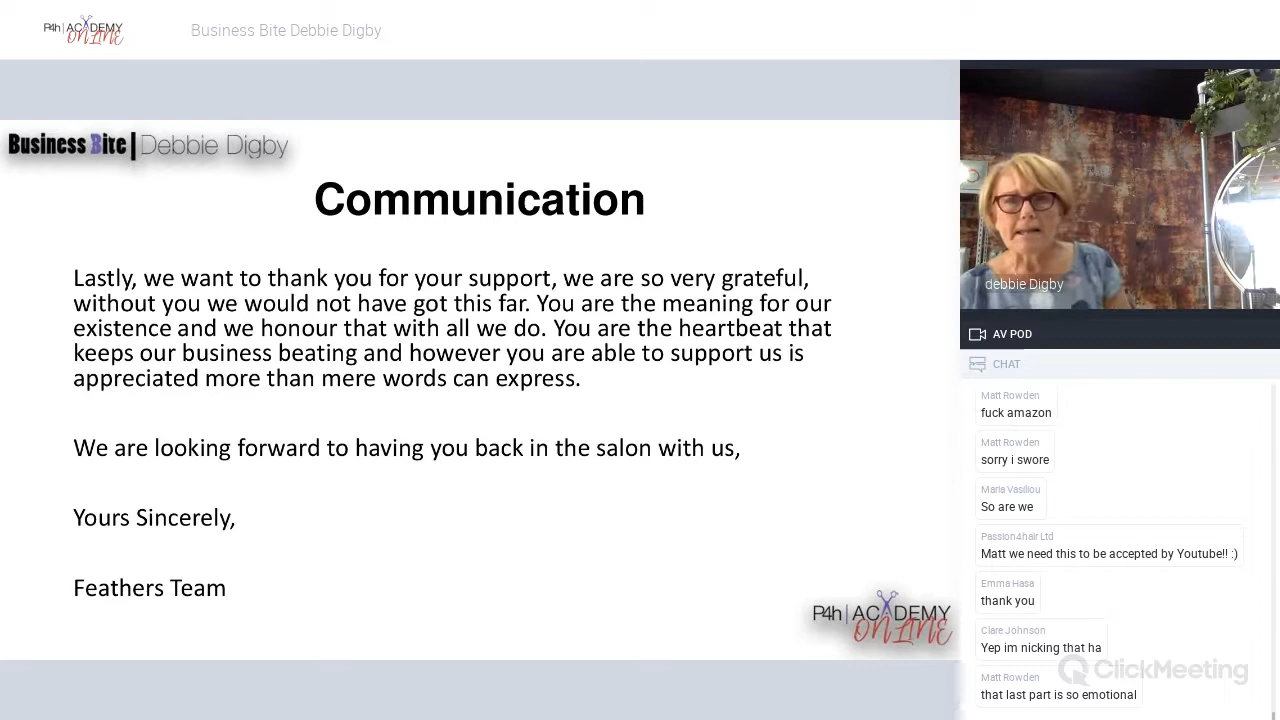 P4h | ACADEMY
ONLINE
Business Bite Debbie Digby
Business Bite | Debbie Digby
Communication
Lastly, we want to thank you for your support, we are so very grateful,
without you we would not have got this far. You are the meaning for our
existence and we honour that with all we do. You are the heartbeat that
keeps our business beating and however you are able to support us is
appreciated more than mere words can express.
We are looking forward to having you back in the salon with us,
Yours Sincerely,
Feathers Team
P4h | ACADEMY
ONLINE
debbie Digby
AV POD
CHAT
Matt Rowden
fuck amazon
Matt Rowden
sorry i swore
Maria Vasiliou
So are we
Passion4hair Ltd
Matt we need this to be accepted by Youtube!! :)
Emma Hasa
thank you
Clare Johnson
Yep im nicking that ha
Matt Rowden
that last part is so emotional
ClickMeeting